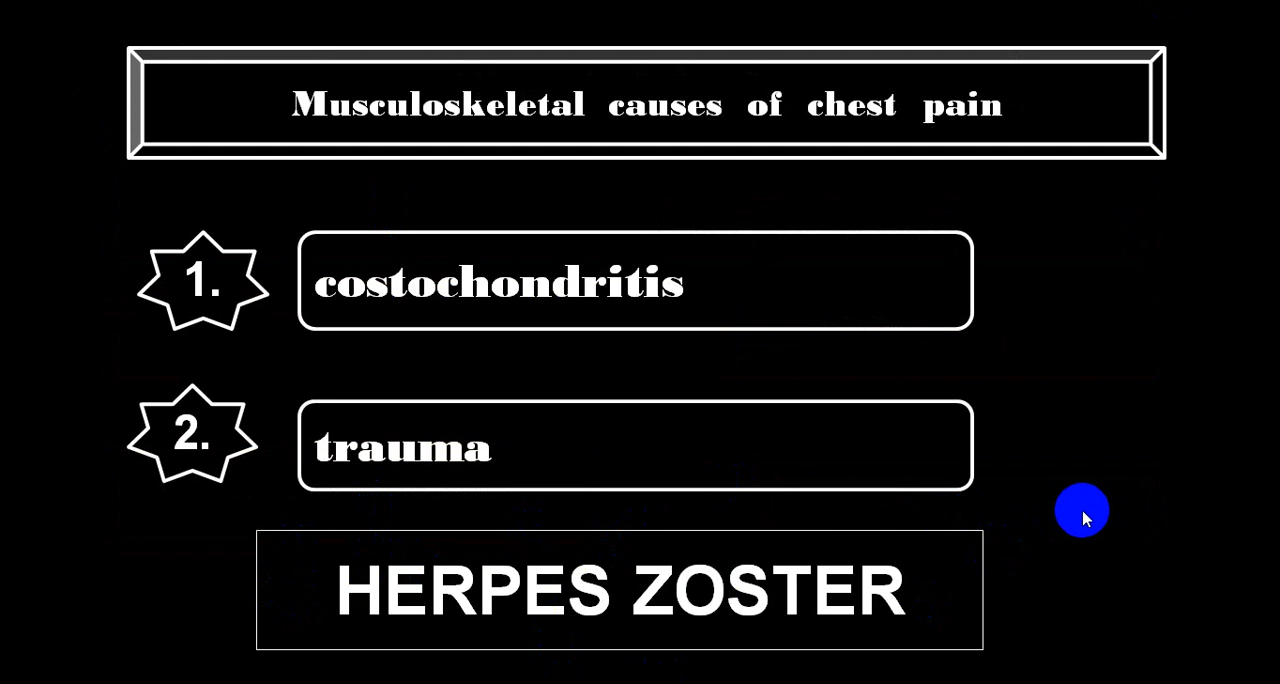 Musculoskeletal causes of chest pain
1.
costochondritis
2.
trauma
HERPES ZOSTER